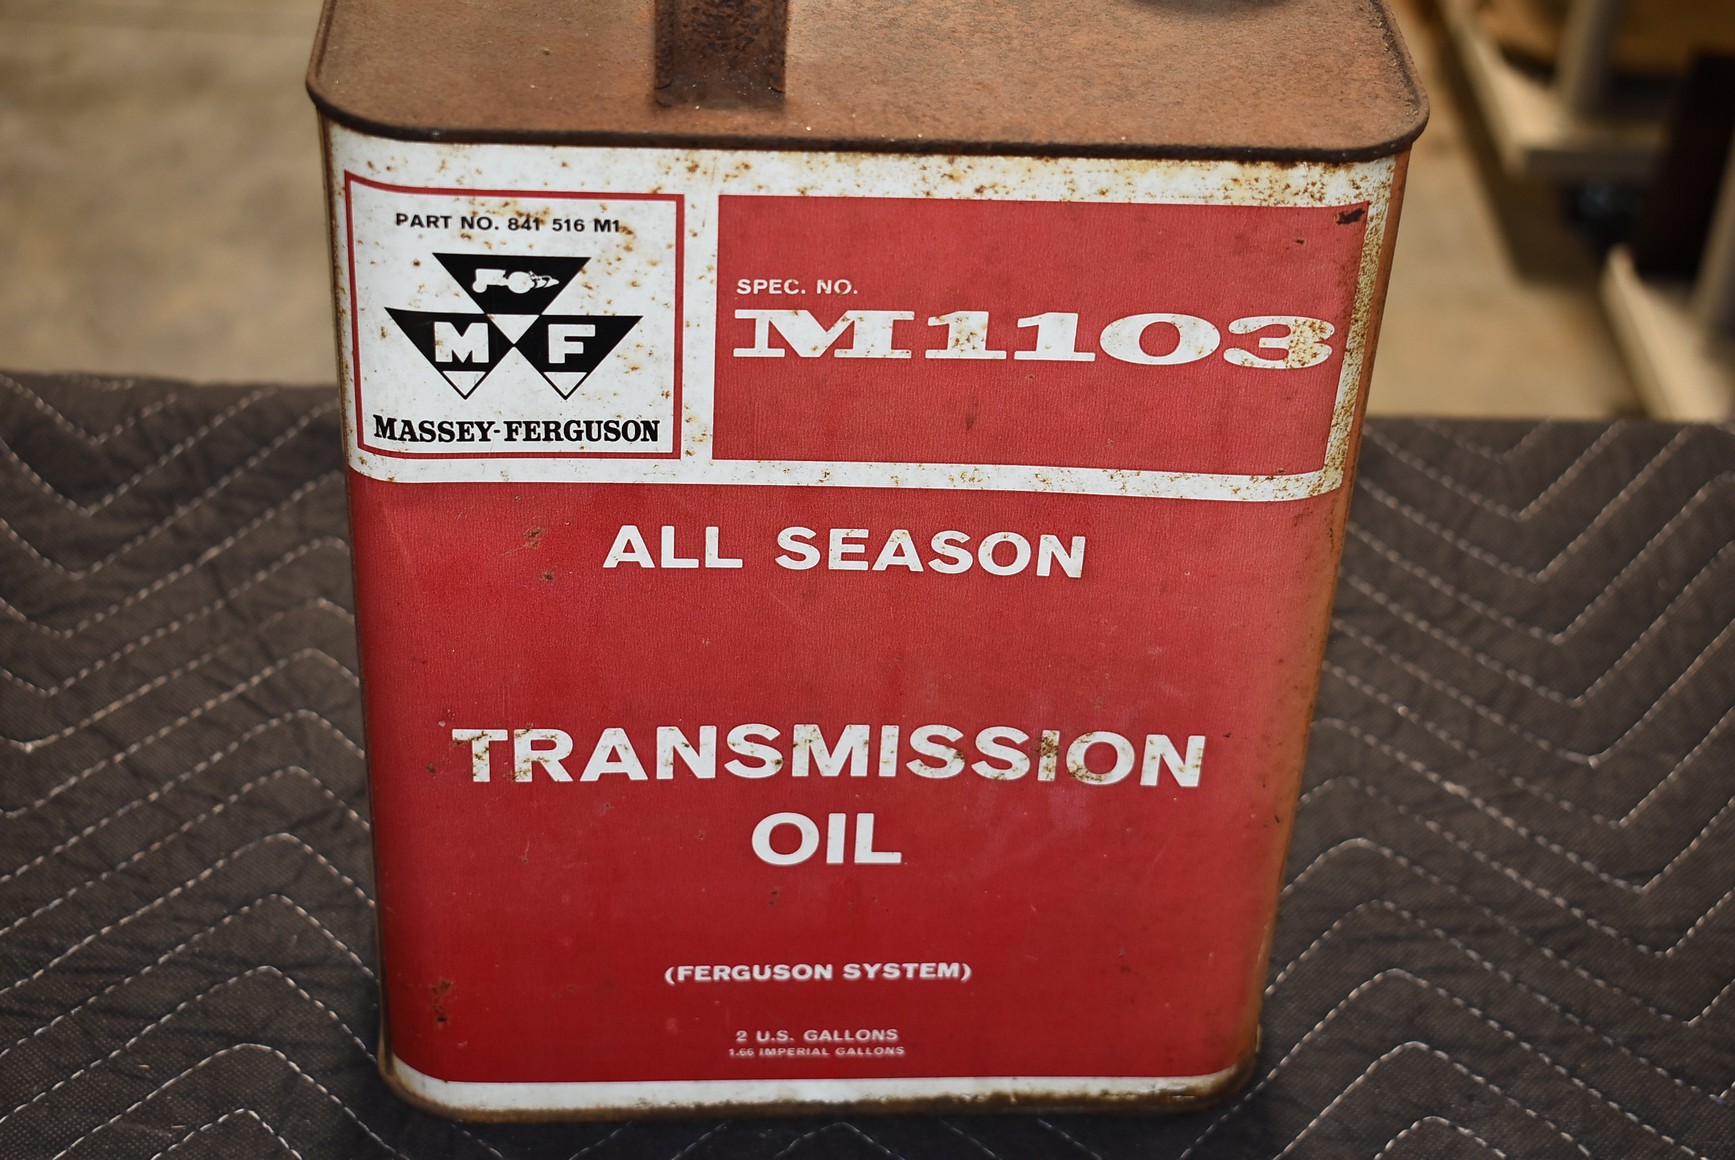 PART NO. 841 516 M1
M F
MASSEY-FERGUSON
SPEC. NO.
M1103
ALL SEASON
TRANSMISSION
OIL
(FERGUSON SYSTEM)
2 U.S. GALLONS
1.66 IMPERIAL GALLONS